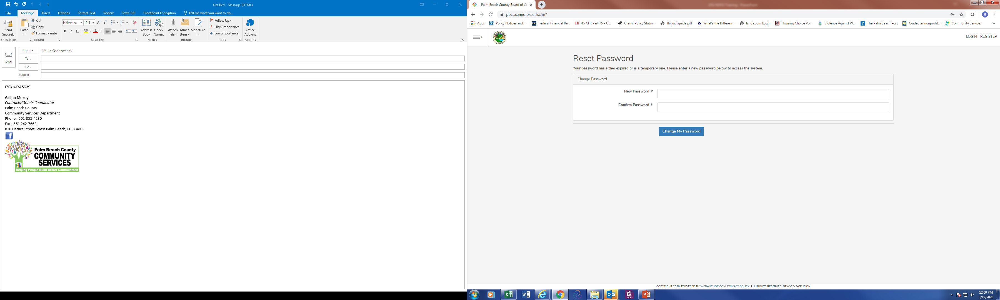 Untitled - Message (HTML)
File Message Insert Options Format Text Review Foxit PDF Proofpoint Encryption Tell me what you want to do...
Send Securely
Paste
Cut
Copy
Format Painter
Helvetica 10.5
B I U
Address Book
Check Names
Attach File
Attach Item
Signature
Follow Up
High Importance
Low Importance
Office Add-ins
Encryption Clipboard Basic Text Names Include Tags Add-ins
Send
From
GMoxey@pbcgov.org
To...
Cc...
Subject
f7GewRA5639
Gillian Moxey
Contracts/Grants Coordinator
Palm Beach County
Community Services Department
Phone: 561-355-4230
Fax: 561 242-7662
810 Datura Street, West Palm Beach, FL 33401
Palm Beach County
COMMUNITY
SERVICES
Helping People Build Better Communities
- Palm Beach County Board of Co
pbcc.samis.io/auth.cfm?
Apps Policy Notices and... Federal Financial Re... LII 45 CFR Part 75 - U... Grants Policy Statm... ffrquickguide.pdf What's the Differen... lynda.com LogIn Housing Choice Vo... Violence Against W... The Palm Beach Post GuideStar nonprofit... Community Service...
LOGIN REGISTER
Reset Password
Your password has either expired or is a temporary one. Please enter a new password below to access the system.
Change Password
New Password *
Confirm Password *
Change My Password
COPYRIGHT 2020. POWERED BY WEBAUTHOR.COM. PRIVACY POLICY. ALL RIGHTS RESERVED. NEW-CF-2-CFUSION
12:00 PM
3/19/2020